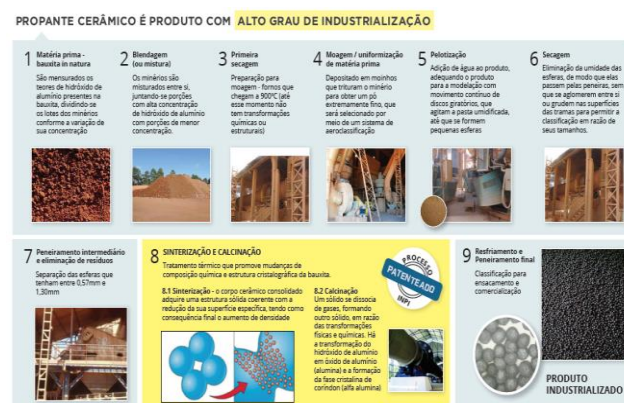 PROPANTE CERÂMICO É PRODUTO COM ALTO GRAU DE INDUSTRIALIZAÇÃO
1 Matéria prima -
bauxita in natura
São mensurados os
teores de hidróxido de
alumínio presentes na
bauxita, dividindo-se
os lotes dos minérios
conforme a variação de
sua concentração
2 Blendagem
(ou mistura)
Os minérios são
misturados entre si,
juntando-se porções
com alta concentração
de hidróxido de alumínio
com porções de menor
concentração.
3 Primeira
secagem
Preparação para
moagem - fornos que
chegam a 900ºC (até
esse momento não
tem transformações
químicas ou
estruturais)
4 Moagem / uniformização
de matéria prima
Depositado em moinhos
que trituram o minério
para obter um pó
extremamente fino, que
será selecionado por
meio de um sistema de
aeroclassificação
5 Pelotização
Adição de água ao produto,
adequando o produto
para a modelação com
movimento contínuo de
discos giratórios, que
agitam a pasta umidificada,
até que se formem
pequenas esferas
6 Secagem
Eliminação da umidade das
esferas, de modo que elas
passem pelas peneiras, sem
que se aglomerem entre si
ou grudem nas superfícies
das tramas para permitir a
classificação em razão de
seus tamanhos.
7 Peneiramento intermediário
e eliminação de resíduos
Separação das esferas que
tenham entre 0,57mm e
1,30mm
8 SINTERIZAÇÃO E CALCINAÇÃO
Tratamento térmico que promove mudanças de
composição química e estrutura cristalográfica da bauxita.
8.1 Sinterização - o corpo cerâmico consolidado
adquire uma estrutura sólida coerente com a
redução da sua superfície específica, tendo como
consequência final o aumento de densidade
8.2 Calcinação
Um sólido se dissocia
de gases, formando
outro sólido, em razão
das transformações
físicas e químicas. Há
a transformação do
hidróxido de alumínio
em óxido de alumínio
(alumina) e a formação
da fase cristalina de
coríndon (alfa alumina)
PROCESSO
PATENTEADO
INPI
9 Resfriamento e
Peneiramento final
Classificação para
ensacamento e
comercialização
PRODUTO
INDUSTRIALIZADO